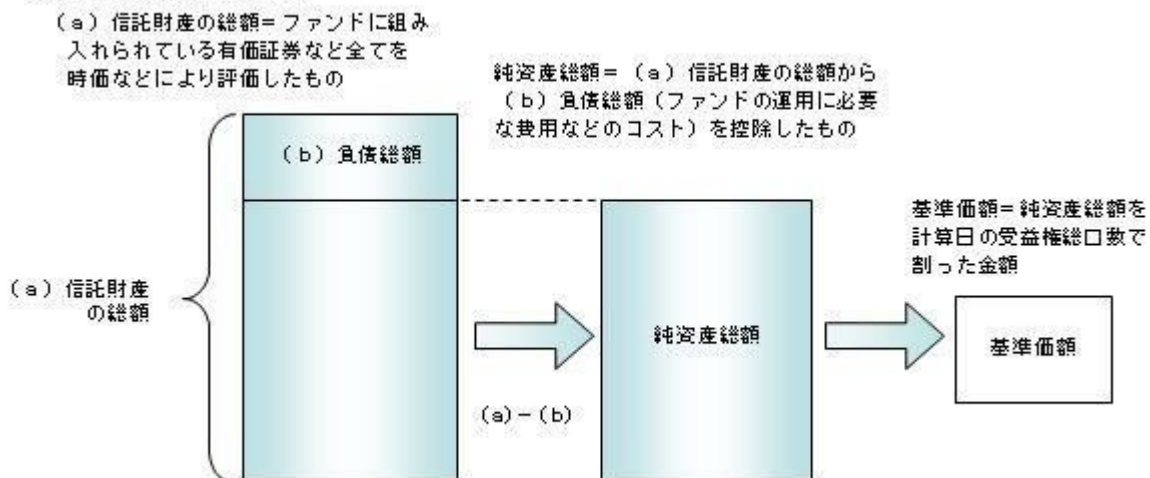 （a）信託財産の総額＝ファンドに組み
入れられている有価証券など全てを
時価などにより評価したもの
純資産総額＝（a）信託財産の総額から
（b）負債総額（ファンドの運用に必要
な費用などのコスト）を控除したもの
（b）負債総額
基準価額＝純資産総額を
計算日の受益権総口数で
割った金額
（a）信託財産
の総額
純資産総額
基準価額
（a）－（b）